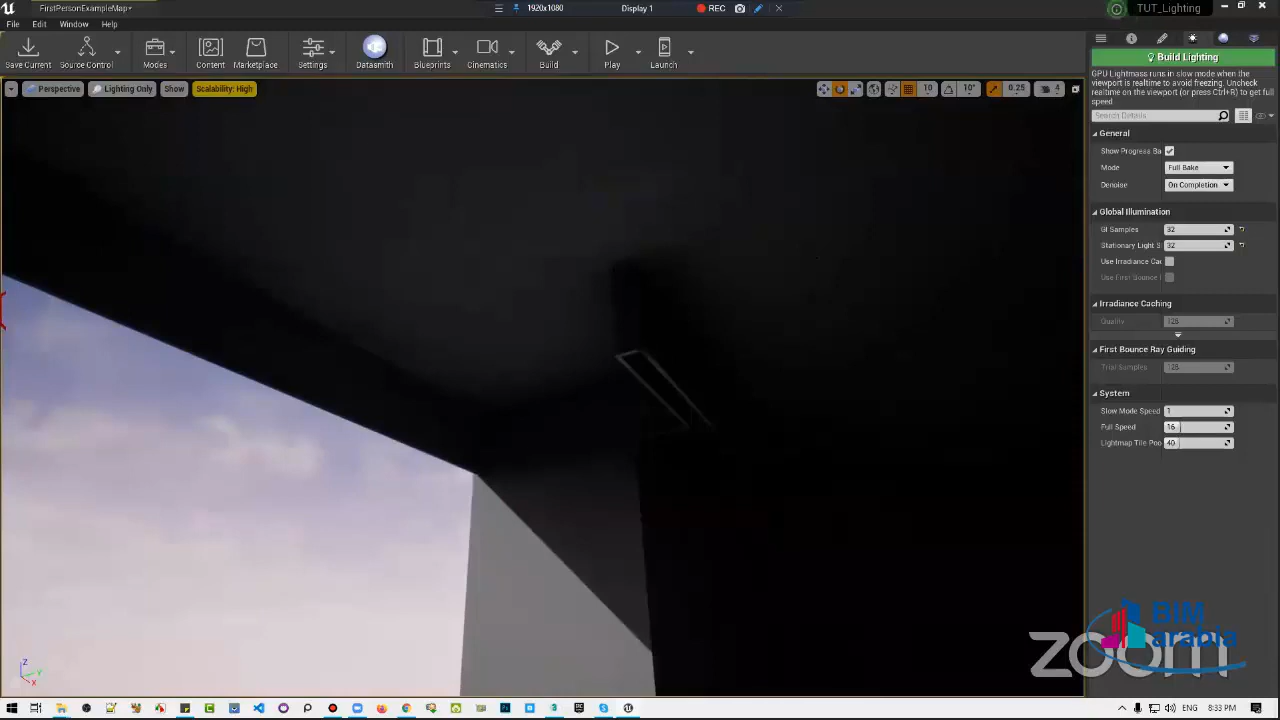 FirstPersonExampleMap*
1920x1080
Display 1
REC
TUT_Lighting
File
Edit
Window
Help
Save Current
Source Control
Modes
Content
Marketplace
Settings
Datasmith
Blueprints
Cinematics
Build
Play
Launch
Build Lighting
GPU Lightmass runs in slow mode when the
viewport is realtime to avoid freezing. Uncheck
realtime on the viewport (or press Ctrl+R) to get full
speed
Perspective
Lighting Only
Show
Scalability: High
10
10°
0.25
4
Search Details
General
Show Progress Ba
Mode
Full Bake
Denoise
On Completion
Global Illumination
GI Samples
32
Stationary Light S
32
Use Irradiance Cac
Use First Bounce
Irradiance Caching
Quality
128
First Bounce Ray Guiding
Trial Samples
128
System
Slow Mode Speed
1
Full Speed
16
Lightmap Tile Poo
40
BIM
arabia
zoom
Z
Y
X
ENG
8:33 PM